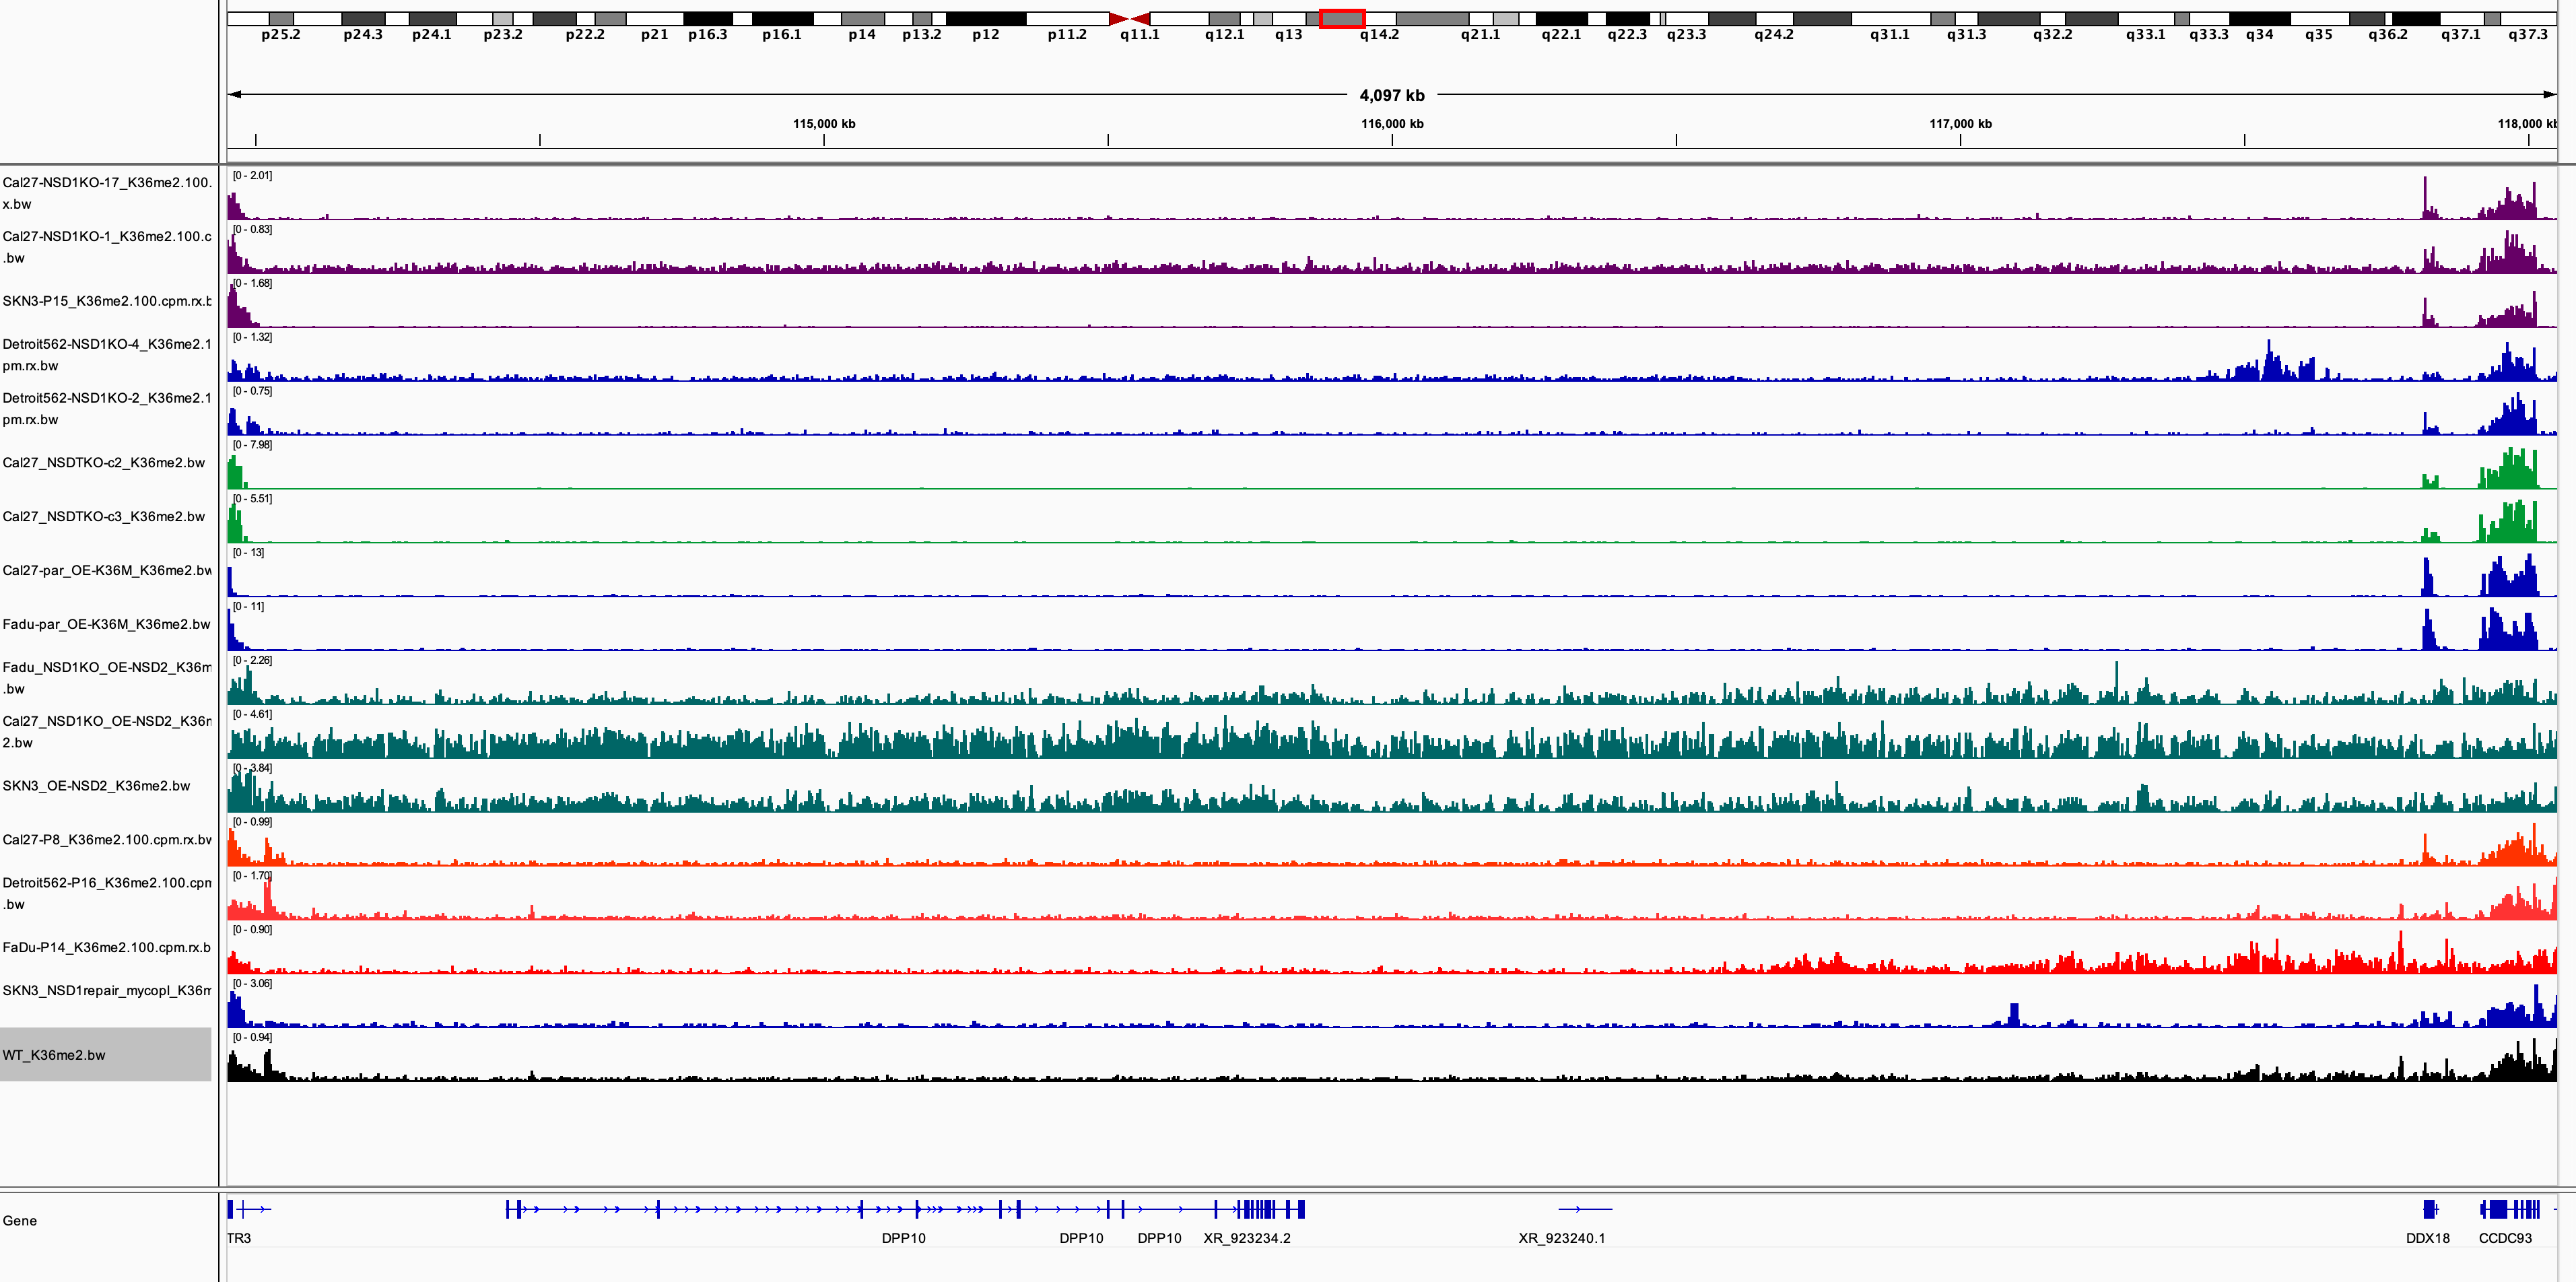 p25.2 p24.3 p24.1 p23.2 p22.2 p21 p16.3 p16.1 p14 p13.2 p12 p11.2 q11.1 q12.1 q13 q14.2 q21.1 q22.1 q22.3 q23.3 q24.2 q31.1 q31.3 q32.2 q33.1 q33.3 q34 q35 q36.2 q37.1 q37.3
4,097 kb
115,000 kb 116,000 kb 117,000 kb 118,000 kb
[0 - 2.01]
Cal27-NSD1KO-17_K36me2.100.
x.bw
[0 - 0.83]
Cal27-NSD1KO-1_K36me2.100.c
.bw
[0 - 1.68]
SKN3-P15_K36me2.100.cpm.rx.b
[0 - 1.32]
Detroit562-NSD1KO-4_K36me2.1
pm.rx.bw
[0 - 0.75]
Detroit562-NSD1KO-2_K36me2.1
pm.rx.bw
[0 - 7.98]
Cal27_NSDTKO-c2_K36me2.bw
[0 - 5.51]
Cal27_NSDTKO-c3_K36me2.bw
[0 - 13]
Cal27-par_OE-K36M_K36me2.bw
[0 - 11]
Fadu-par_OE-K36M_K36me2.bw
[0 - 2.26]
Fadu_NSD1KO_OE-NSD2_K36m
.bw
[0 - 4.61]
Cal27_NSD1KO_OE-NSD2_K36m
2.bw
[0 - 3.84]
SKN3_OE-NSD2_K36me2.bw
[0 - 0.99]
Cal27-P8_K36me2.100.cpm.rx.bw
[0 - 1.70]
Detroit562-P16_K36me2.100.cpm
.bw
[0 - 0.90]
FaDu-P14_K36me2.100.cpm.rx.b
[0 - 3.06]
SKN3_NSD1repair_mycopl_K36m
[0 - 0.94]
WT_K36me2.bw
Gene
TR3 DPP10 DPP10 DPP10 XR_923234.2 XR_923240.1 DDX18 CCDC93